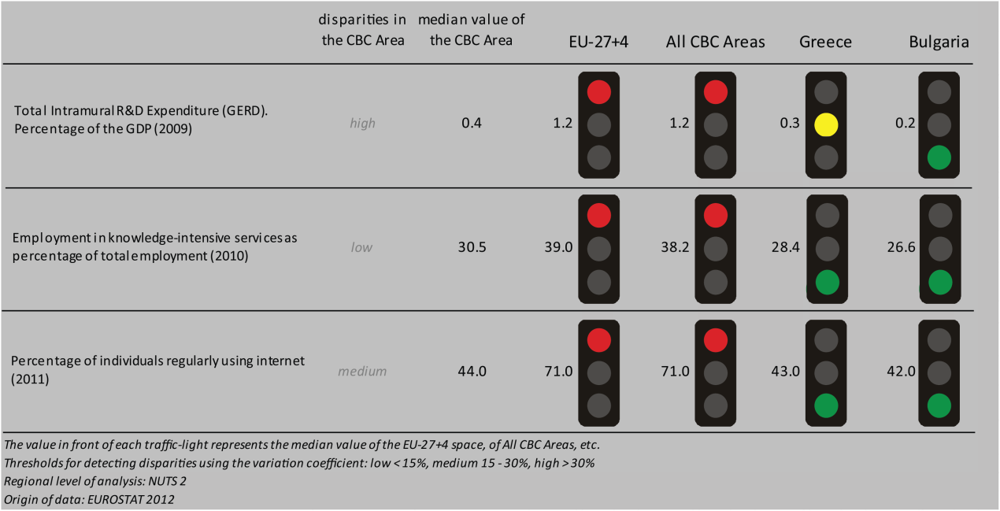 disparities in
the CBC Area
median value of
the CBC Area
EU-27+4
All CBC Areas
Greece
Bulgaria
Total Intramural R&D Expenditure (GERD).
Percentage of the GDP (2009)
high
0.4
1.2
1.2
0.3
0.2
Employment in knowledge-intensive services as
percentage of total employment (2010)
low
30.5
39.0
38.2
28.4
26.6
Percentage of individuals regularly using internet
(2011)
medium
44.0
71.0
71.0
43.0
42.0
The value in front of each traffic-light represents the median value of the EU-27+4 space, of All CBC Areas, etc.
Thresholds for detecting disparities using the variation coefficient: low < 15%, medium 15 - 30%, high > 30%
Regional level of analysis: NUTS 2
Origin of data: EUROSTAT 2012